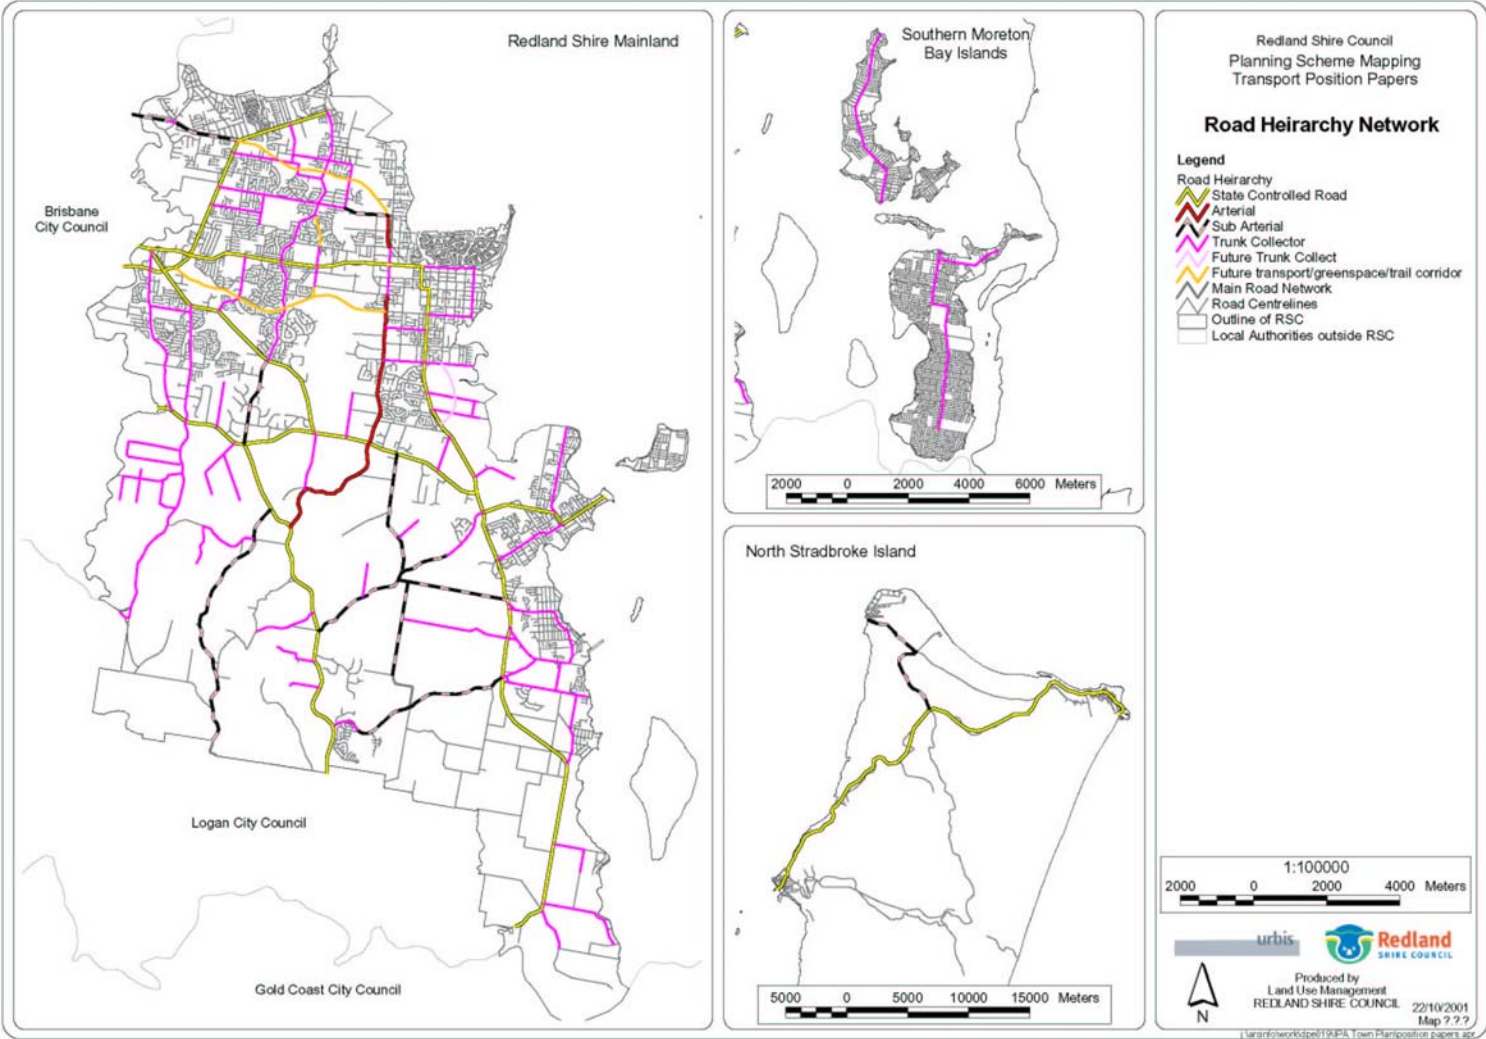 Redland Shire Mainland
Brisbane
City Council
Logan City Council
Gold Coast City Council
Southern Moreton
Bay Islands
2000 0 2000 4000 6000 Meters
North Stradbroke Island
5000 0 5000 10000 15000 Meters
Redland Shire Council
Planning Scheme Mapping
Transport Position Papers
Road Heirarchy Network
Legend
Road Heirarchy
State Controlled Road
Arterial
Sub Arterial
Trunk Collector
Future Trunk Collect
Future transport/greenspace/trail corridor
Main Road Network
Road Centrelines
Outline of RSC
Local Authorities outside RSC
1:100000
2000 0 2000 4000 Meters
urbis
Redland
SHIRE COUNCIL
N
Produced by
Land Use Management
REDLAND SHIRE COUNCIL
22/10/2001
Map ?.?.?